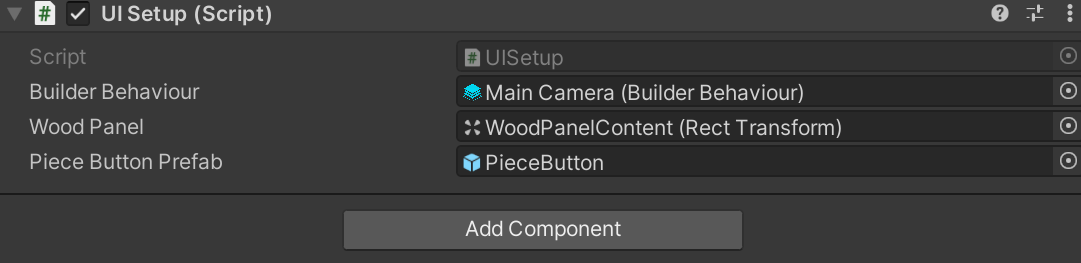 UI Setup (Script)
Script UISetup
Builder Behaviour Main Camera (Builder Behaviour)
Wood Panel WoodPanelContent (Rect Transform)
Piece Button Prefab PieceButton
Add Component